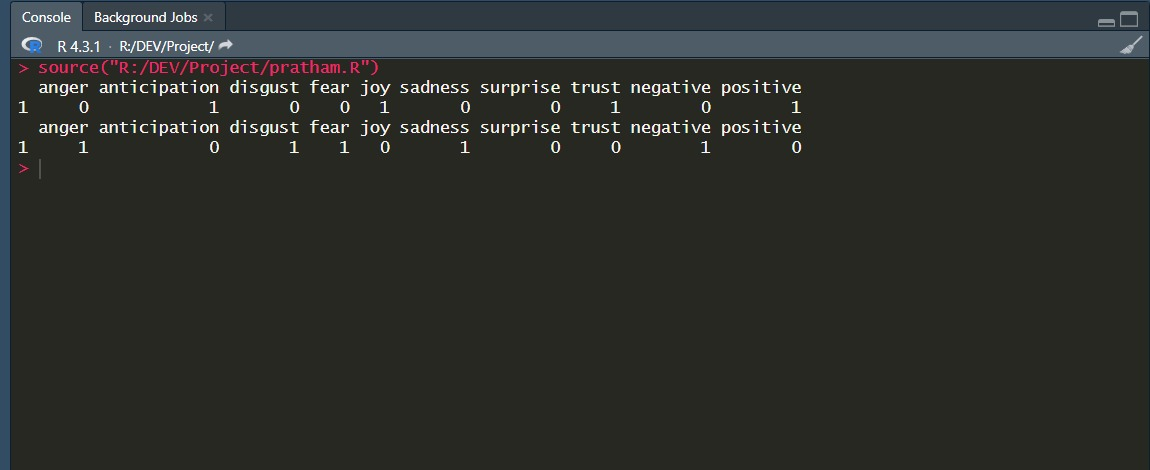 Console Background Jobs
R 4.3.1 · R:/DEV/Project/
> source("R:/DEV/Project/pratham.R")
  anger anticipation disgust fear joy sadness surprise trust negative positive
1     0            1       0    0   1       0        0     1        0        1
  anger anticipation disgust fear joy sadness surprise trust negative positive
1     1            0       1    1   0       1        0     0        1        0
>